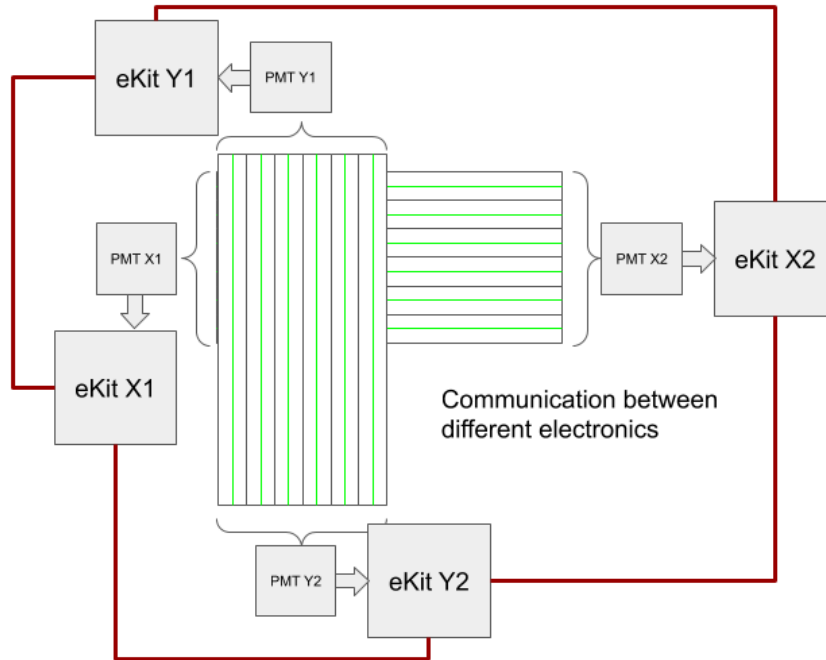 eKit Y1
PMT Y1
PMT X1
PMT X2
eKit X2
eKit X1
Communication between
different electronics
PMT Y2
eKit Y2